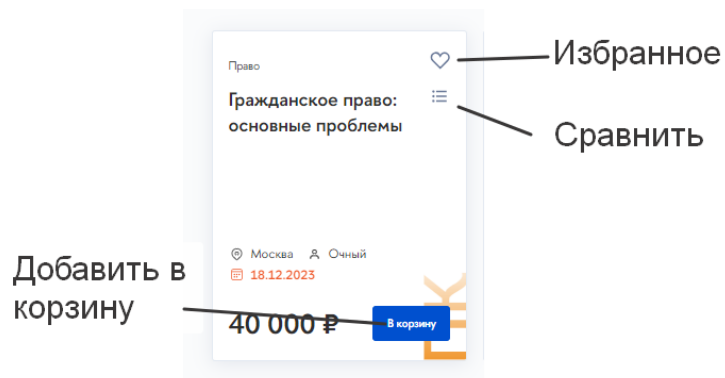 Право
Избранное
Гражданское право:
основные проблемы
Сравнить
Москва Очный
18.12.2023
Добавить в
корзину
40 000 ₽
В корзину